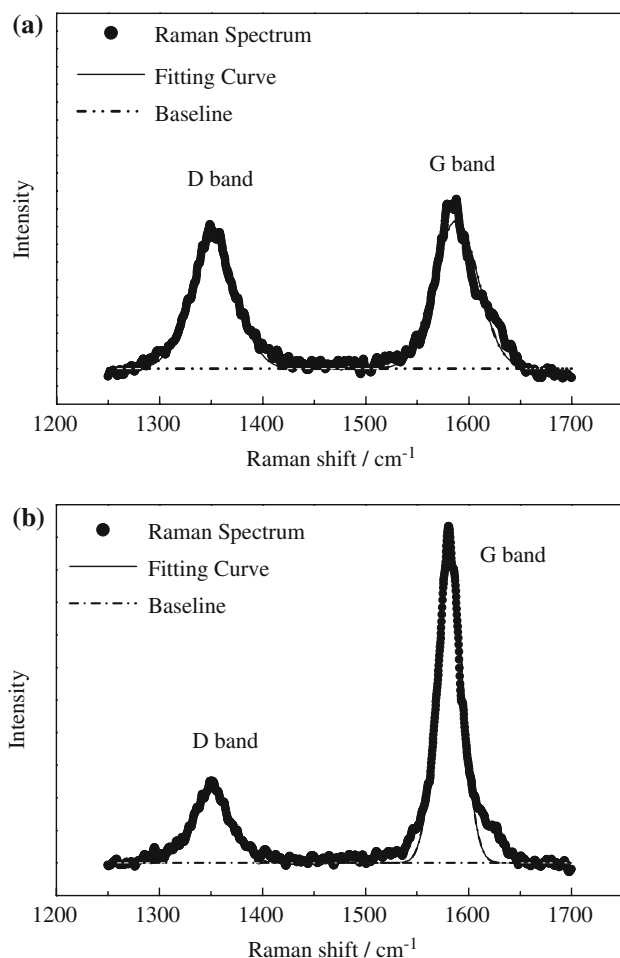 (a)
Raman Spectrum
Fitting Curve
Baseline
D band
G band
Intensity
1200 1300 1400 1500 1600 1700
Raman shift / cm⁻¹
(b)
Raman Spectrum
Fitting Curve
Baseline
G band
D band
Intensity
1200 1300 1400 1500 1600 1700
Raman shift / cm⁻¹